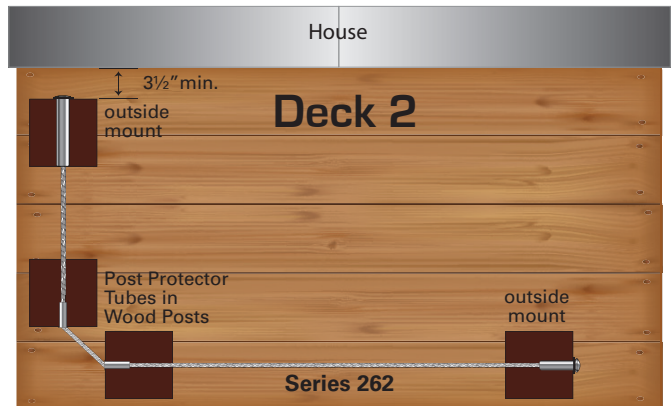 House
3½” min.
Deck 2
outside
mount
Post Protector
Tubes in
Wood Posts
outside
mount
Series 262